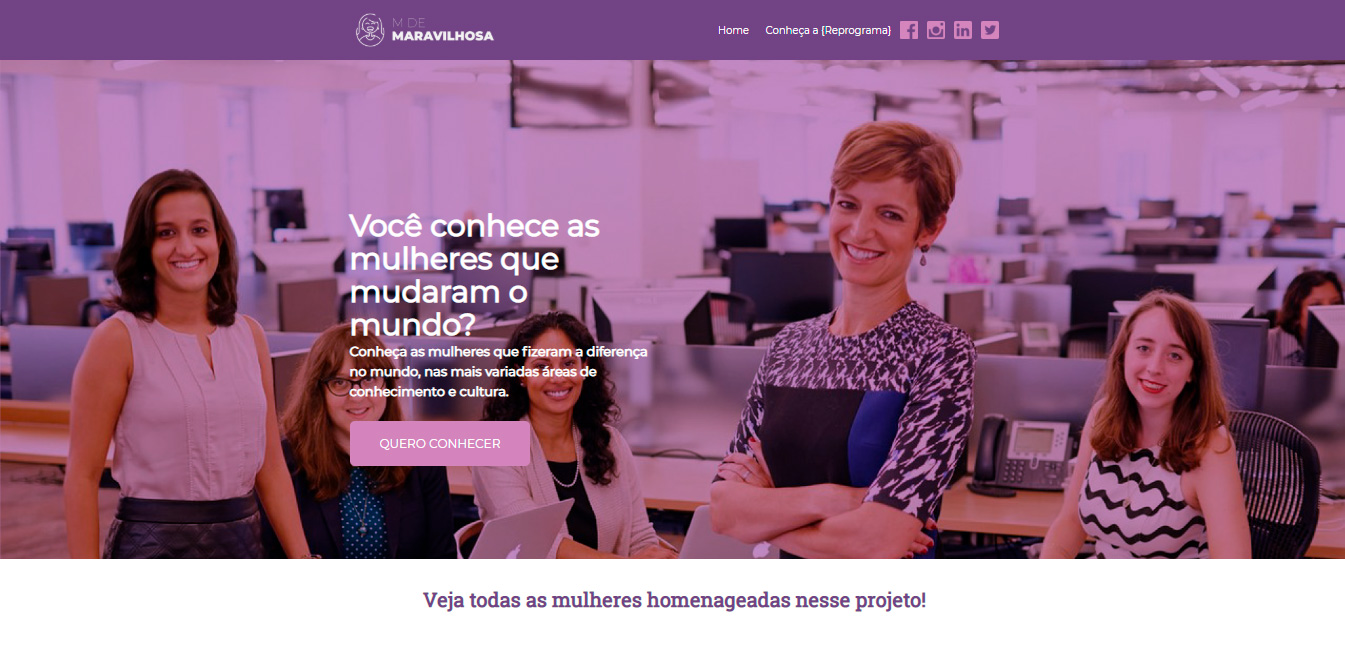 M DE
MARAVILHOSA
Home
Conheça a {Reprograma}
Você conhece as
mulheres que
mudaram o
mundo?
Conheça as mulheres que fizeram a diferença
no mundo, nas mais variadas áreas de
conhecimento e cultura.
QUERO CONHECER
Veja todas as mulheres homenageadas nesse projeto!